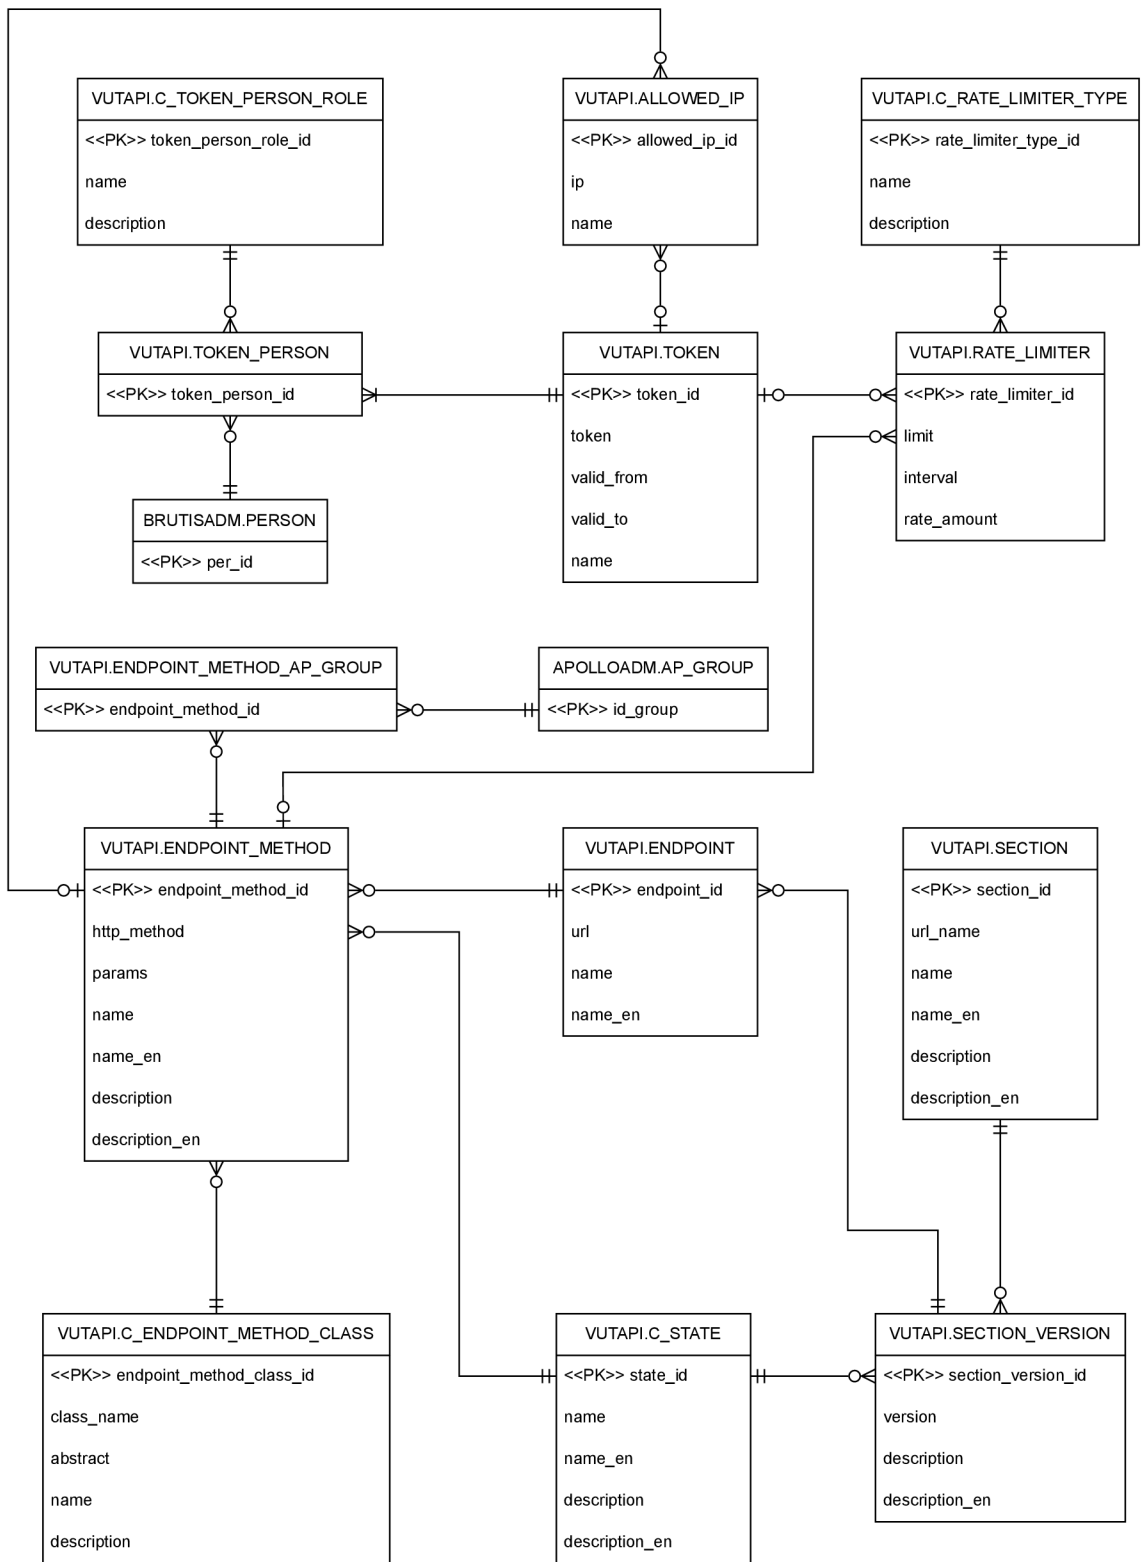 VUTAPI.C_TOKEN_PERSON_ROLE
<<PK>> token_person_role_id
name
description
VUTAPI.ALLOWED_IP
<<PK>> allowed_ip_id
ip
name
VUTAPI.C_RATE_LIMITER_TYPE
<<PK>> rate_limiter_type_id
name
description
VUTAPI.TOKEN_PERSON
<<PK>> token_person_id
VUTAPI.TOKEN
<<PK>> token_id
token
valid_from
valid_to
name
VUTAPI.RATE_LIMITER
<<PK>> rate_limiter_id
limit
interval
rate_amount
BRUTISADM.PERSON
<<PK>> per_id
VUTAPI.ENDPOINT_METHOD_AP_GROUP
<<PK>> endpoint_method_id
APOLLOADM.AP_GROUP
<<PK>> id_group
VUTAPI.ENDPOINT_METHOD
<<PK>> endpoint_method_id
http_method
params
name
name_en
description
description_en
VUTAPI.ENDPOINT
<<PK>> endpoint_id
url
name
name_en
VUTAPI.SECTION
<<PK>> section_id
url_name
name
name_en
description
description_en
VUTAPI.C_ENDPOINT_METHOD_CLASS
<<PK>> endpoint_method_class_id
class_name
abstract
name
description
VUTAPI.C_STATE
<<PK>> state_id
name
name_en
description
description_en
VUTAPI.SECTION_VERSION
<<PK>> section_version_id
version
description
description_en